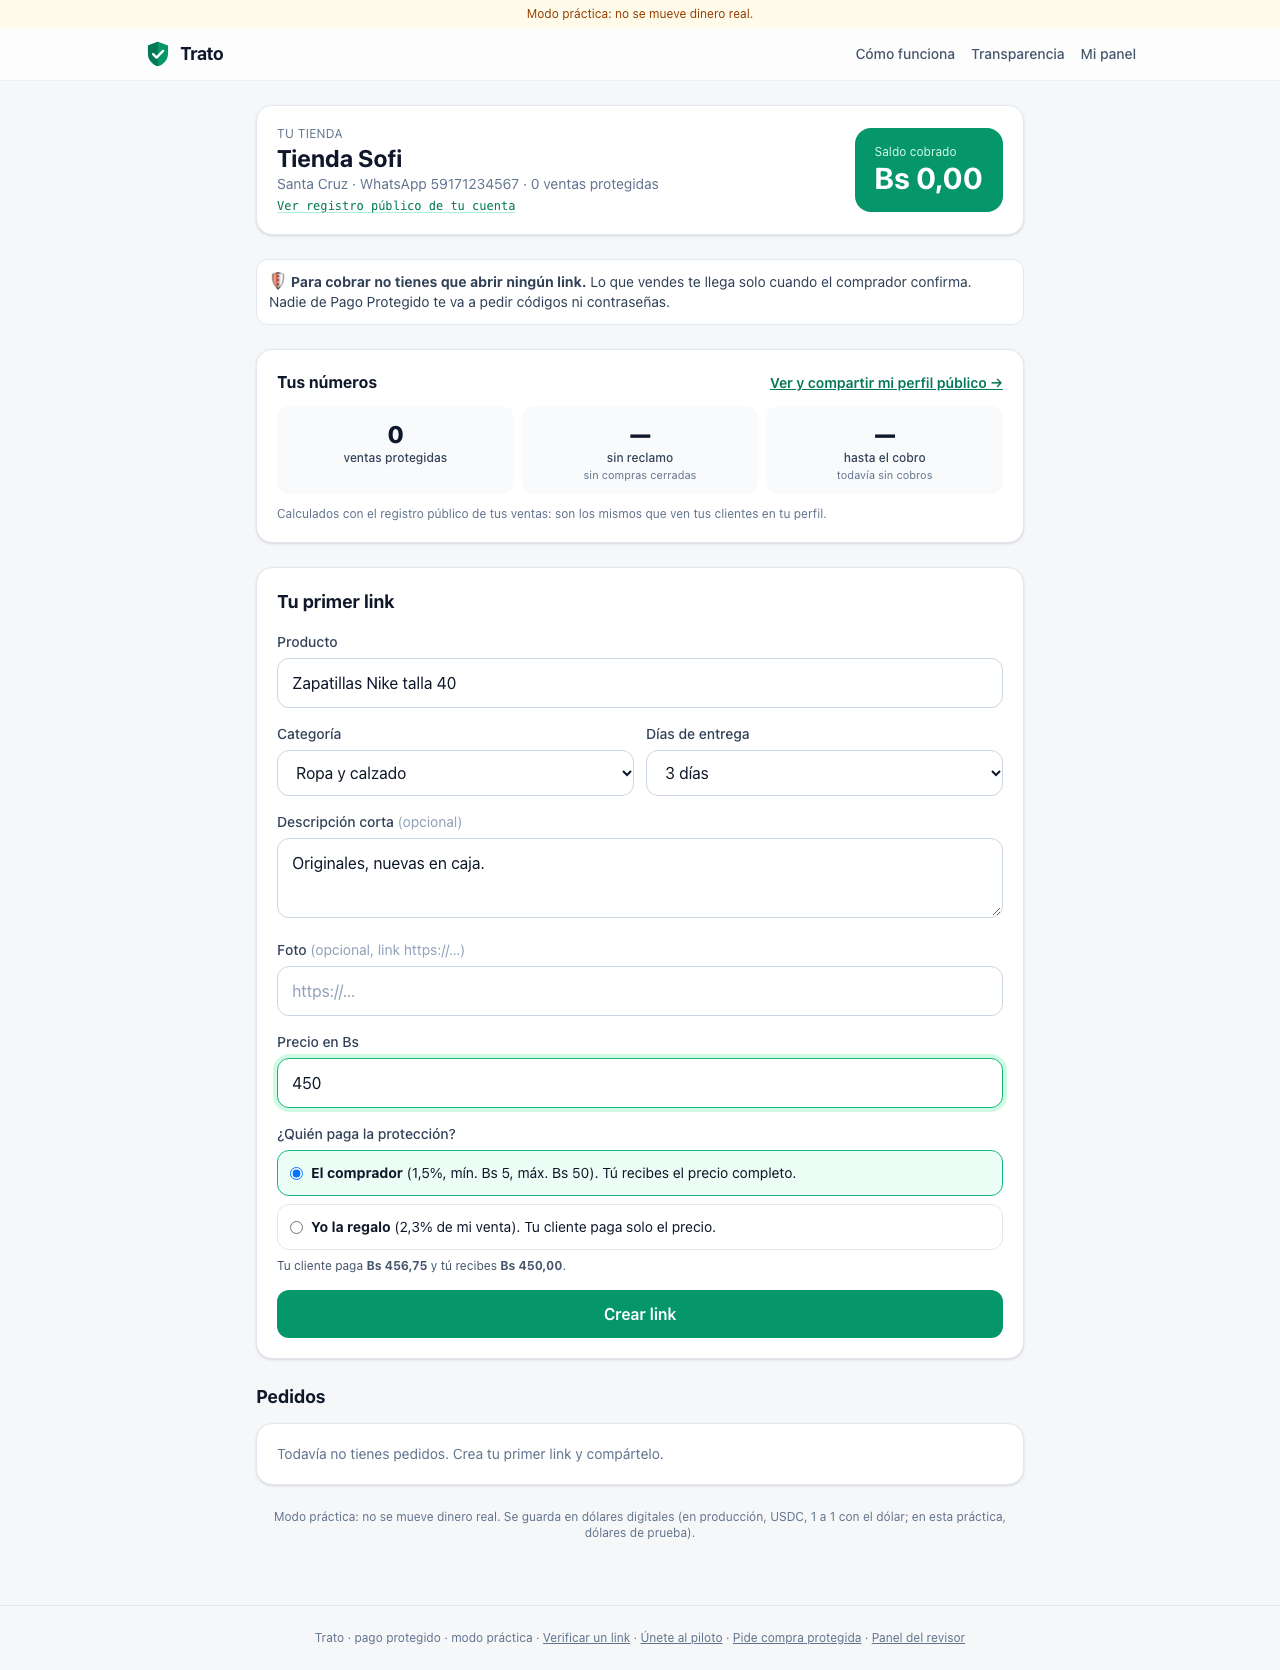 Modo práctica: no se mueve dinero real.
Trato
Cómo funciona
Transparencia
Mi panel
TU TIENDA
Tienda Sofi
Santa Cruz · WhatsApp 59171234567 · 0 ventas protegidas
Ver registro público de tu cuenta
Saldo cobrado
Bs 0,00
Para cobrar no tienes que abrir ningún link. Lo que vendes te llega solo cuando el comprador confirma.
Nadie de Pago Protegido te va a pedir códigos ni contraseñas.
Tus números
Ver y compartir mi perfil público →
0
ventas protegidas
—
sin reclamo
sin compras cerradas
—
hasta el cobro
todavía sin cobros
Calculados con el registro público de tus ventas: son los mismos que ven tus clientes en tu perfil.
Tu primer link
Producto
Zapatillas Nike talla 40
Categoría
Días de entrega
Ropa y calzado
3 días
Descripción corta (opcional)
Originales, nuevas en caja.
Foto (opcional, link https://...)
https://...
Precio en Bs
450
¿Quién paga la protección?
El comprador (1,5%, mín. Bs 5, máx. Bs 50). Tú recibes el precio completo.
Yo la regalo (2,3% de mi venta). Tu cliente paga solo el precio.
Tu cliente paga Bs 456,75 y tú recibes Bs 450,00.
Crear link
Pedidos
Todavía no tienes pedidos. Crea tu primer link y compártelo.
Modo práctica: no se mueve dinero real. Se guarda en dólares digitales (en producción, USDC, 1 a 1 con el dólar; en esta práctica,
dólares de prueba).
Trato · pago protegido · modo práctica · Verificar un link · Únete al piloto · Pide compra protegida · Panel del revisor